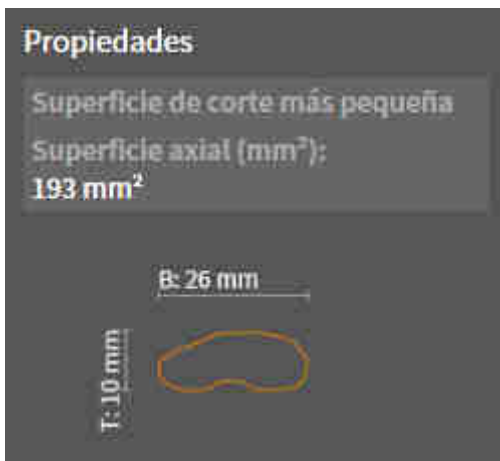 Propiedades
Superficie de corte más pequeña
Superficie axial (mm²):
193 mm²
B: 26 mm
T: 10 mm